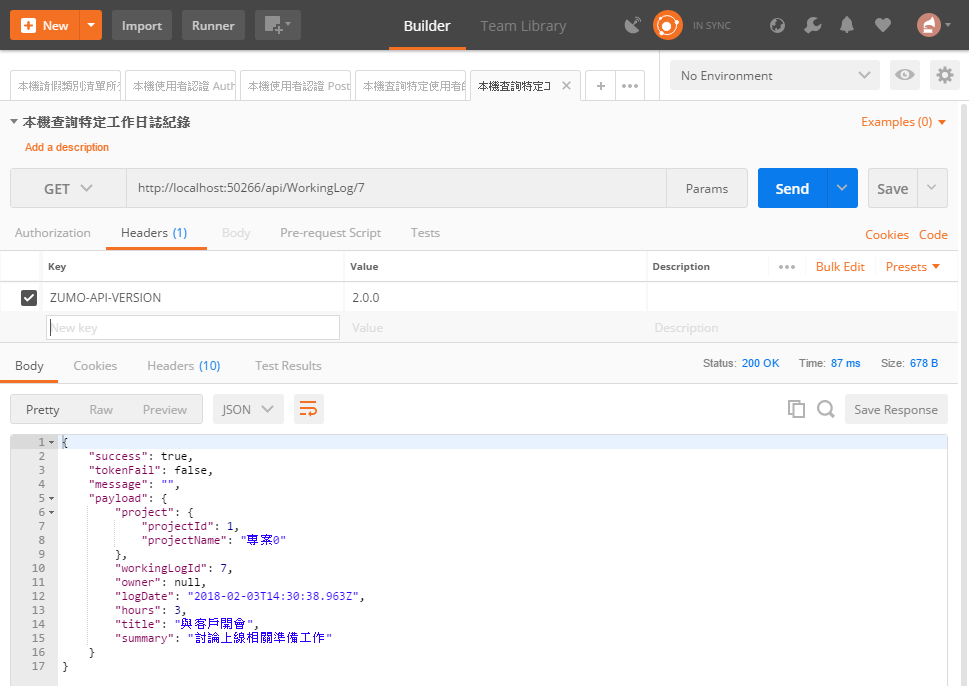 New Import Runner Builder Team Library IN SYNC
本機請假類別清單所 本機使用者認證 Auth 本機使用者認證 Post 本機查詢特定使用者 本機查詢特定工 No Environment
本機查詢特定工作日誌紀錄 Examples (0)
Add a description
GET http://localhost:50266/api/WorkingLog/7 Params Send Save
Authorization Headers (1) Body Pre-request Script Tests Cookies Code
Key Value Description Bulk Edit Presets
ZUMO-API-VERSION 2.0.0
New key Value Description
Body Cookies Headers (10) Test Results Status: 200 OK Time: 87 ms Size: 678 B
Pretty Raw Preview JSON Save Response
1 {
2 "success": true,
3 "tokenFail": false,
4 "message": "",
5 "payload": {
6 "project": {
7 "projectId": 1,
8 "projectName": "專案0"
9 },
10 "workingLogId": 7,
11 "owner": null,
12 "logDate": "2018-02-03T14:30:38.963Z",
13 "hours": 3,
14 "title": "與客戶開會",
15 "summary": "討論上線相關準備工作"
16 }
17 }